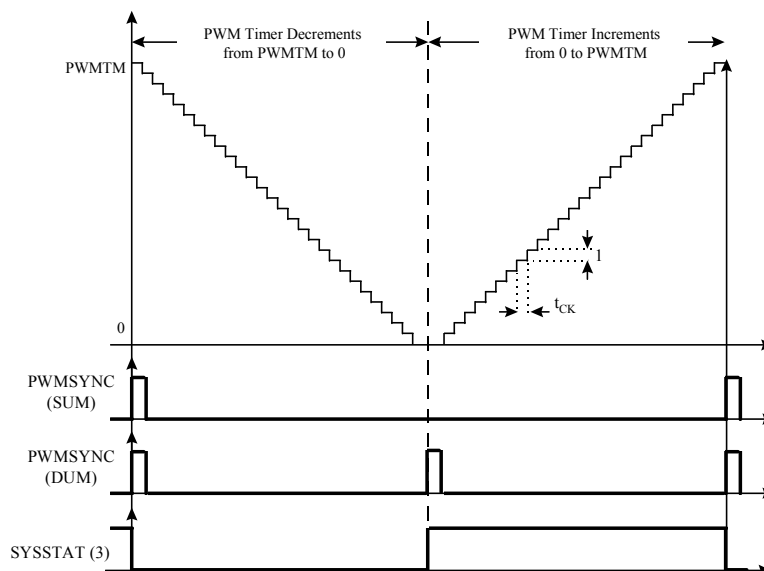 PWM Timer Decrements
from PWMTM to 0
PWM Timer Increments
from 0 to PWMTM
PWMTM
1
tCK
0
PWMSYNC
(SUM)
PWMSYNC
(DUM)
SYSSTAT (3)